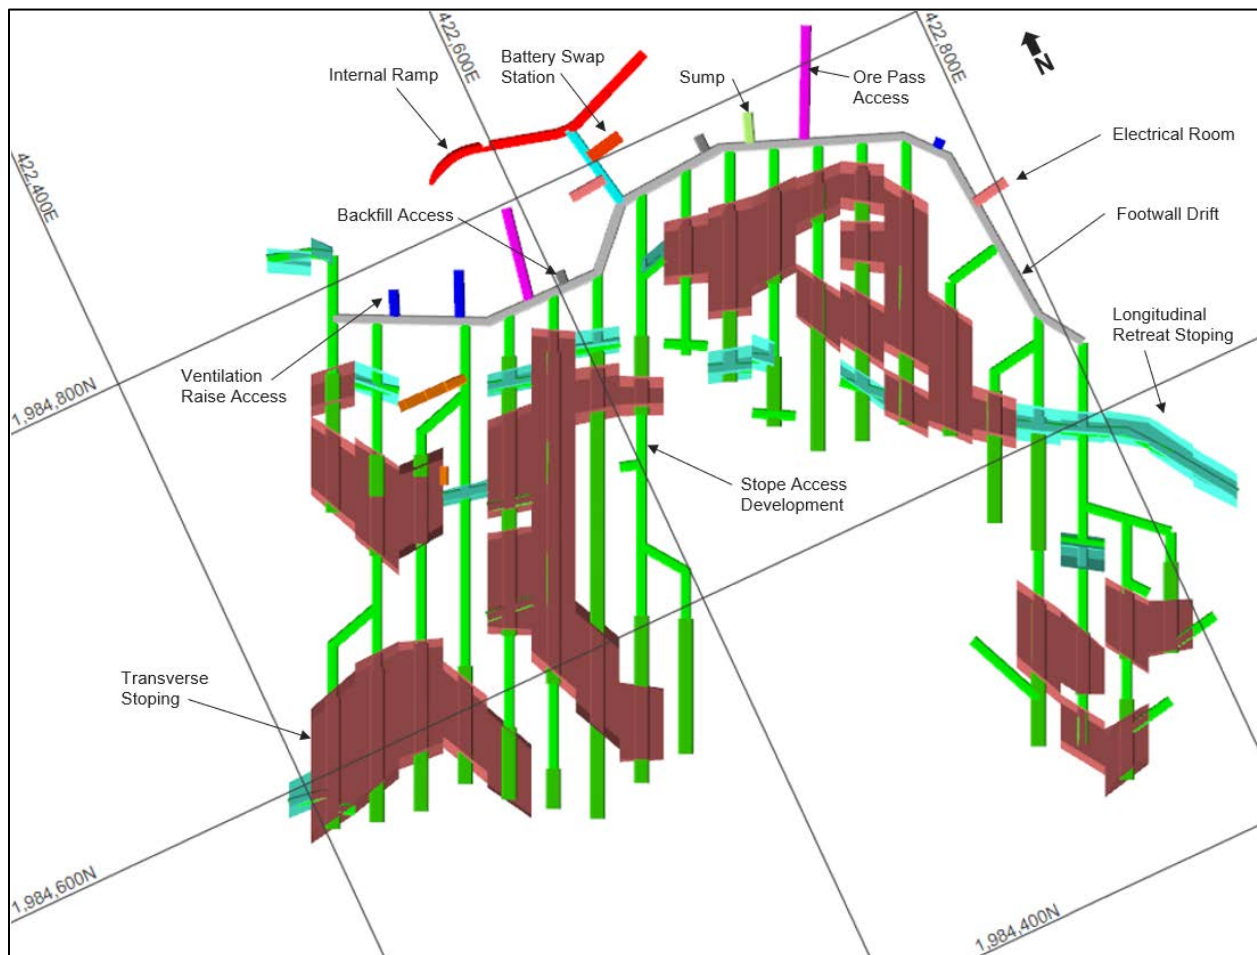 422,600E
422,800E
N
Internal Ramp
Battery Swap
Station
Sump
Ore Pass
Access
422,400E
Electrical Room
Backfill Access
Footwall Drift
Longitudinal
Retreat Stoping
Ventilation
Raise Access
1,984,800N
Stope Access
Development
Transverse
Stoping
1,984,600N
1,984,400N